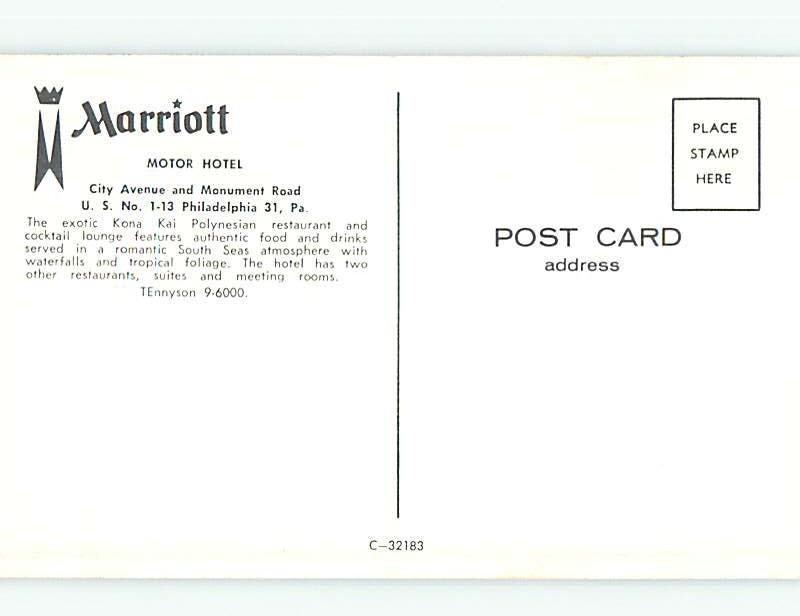 Marriott
MOTOR HOTEL
City Avenue and Monument Road
U. S. No. 1-13 Philadelphia 31, Pa.
The exotic Kona Kai Polynesian restaurant and
cocktail lounge features authentic food and drinks
served in a romantic South Seas atmosphere with
waterfalls and tropical foliage. The hotel has two
other restaurants, suites and meeting rooms.
TEnnyson 9-6000.
PLACE
STAMP
HERE
POST CARD
address
C—32183